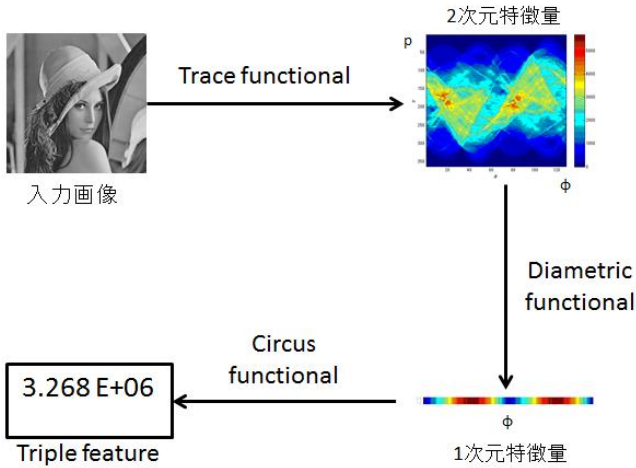 2次元特徴量
p
Trace functional
入力画像
φ
Diametric
functional
Circus
functional
3.268 E+06
Triple feature
φ
1次元特徴量